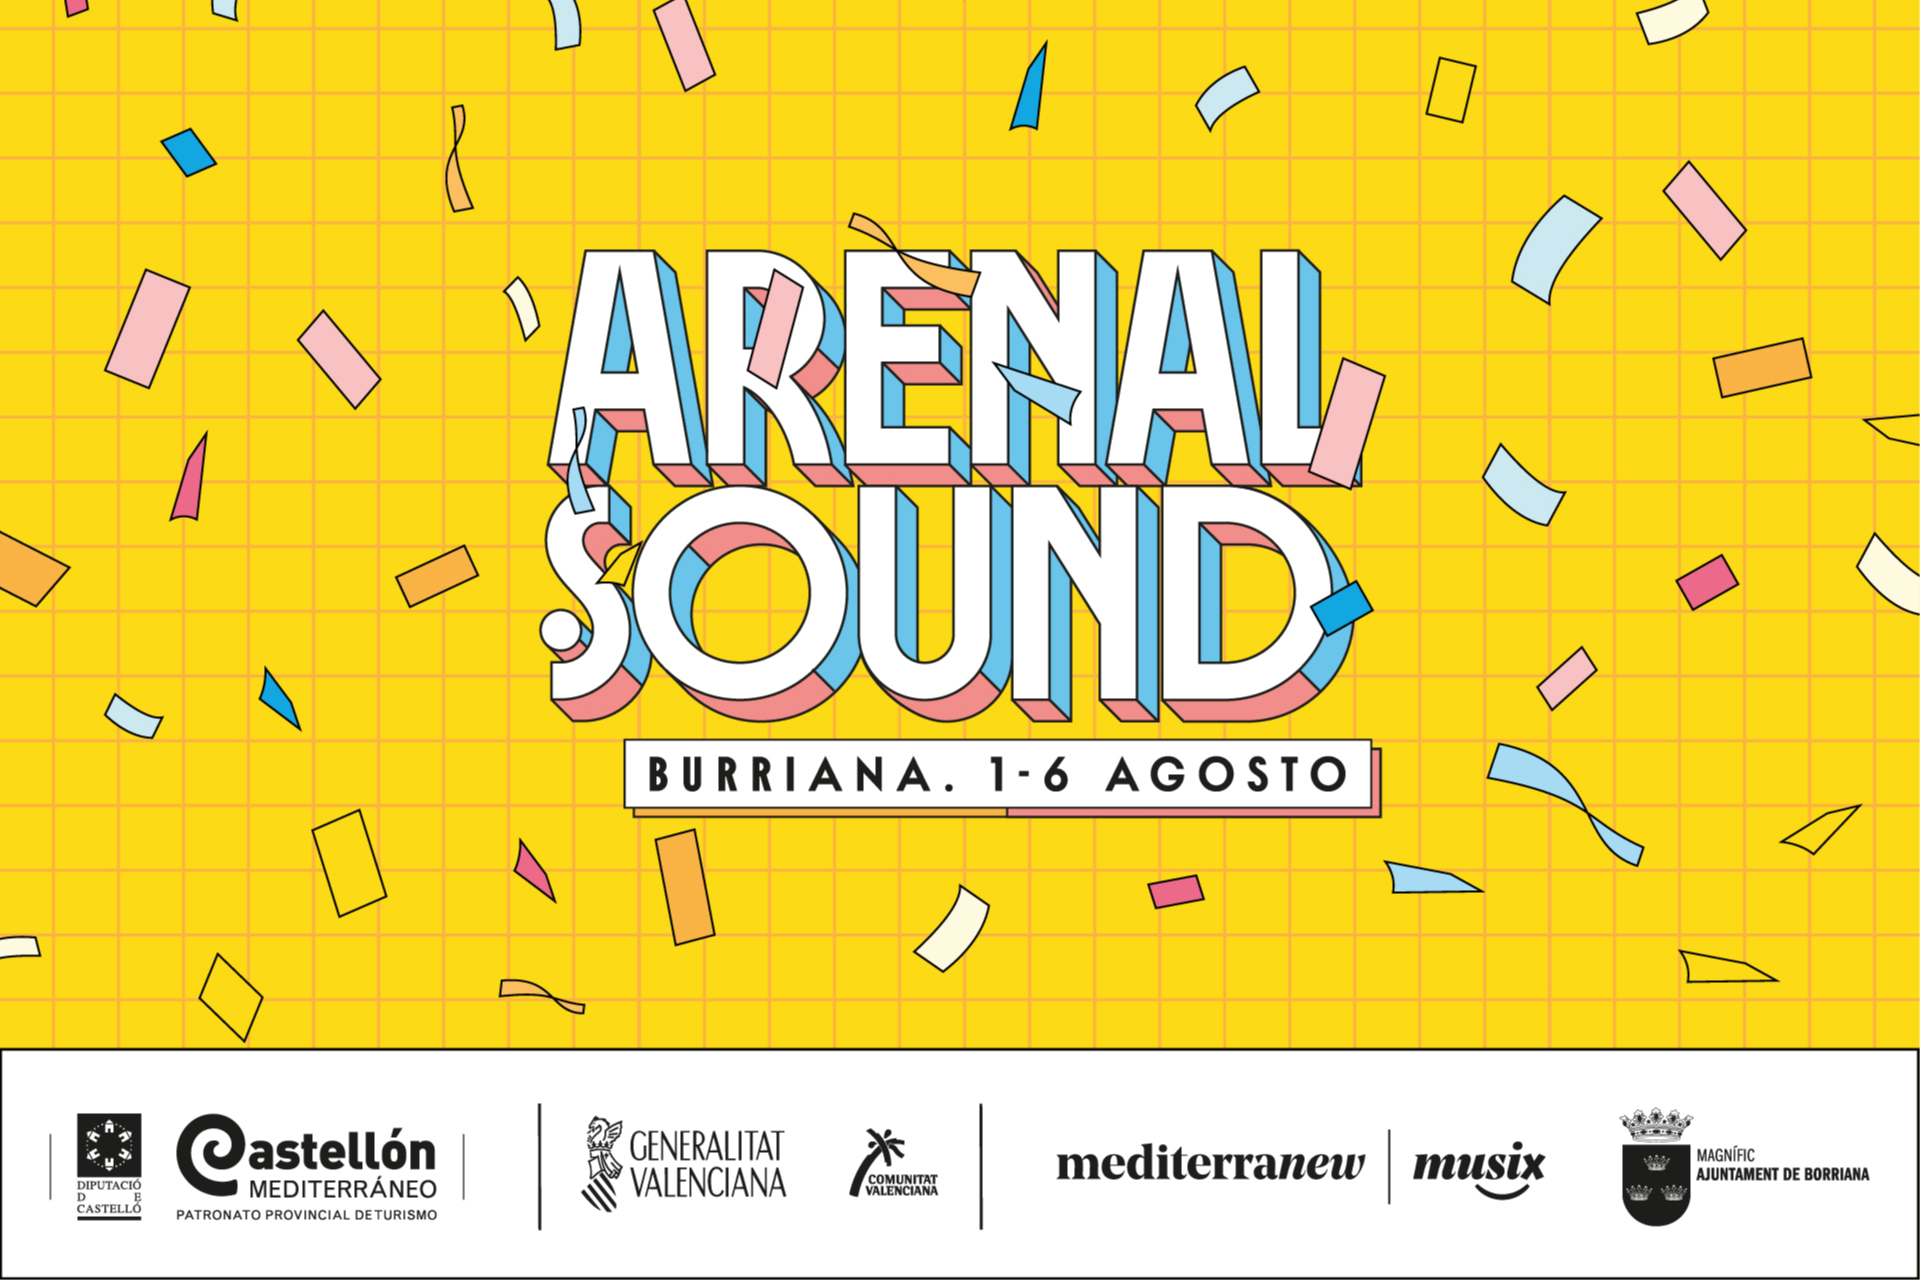 ARENAL
SOUND
BURRIANA. 1-6 AGOSTO
DIPUTACIÓ
D E
CASTELLÓ
Castellón
MEDITERRÁNEO
PATRONATO PROVINCIAL DE TURISMO
GENERALITAT
VALENCIANA
COMUNITAT
VALENCIANA
mediterranew
musix
MAGNÍFIC
AJUNTAMENT DE BORRIANA